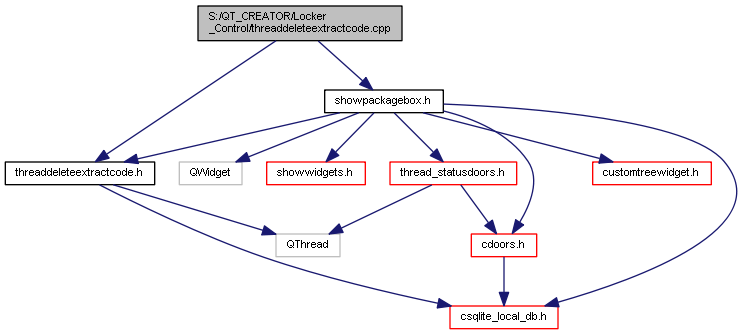 S:/QT_CREATOR/Locker
_Control/threaddeleteextractcode.cpp
showpackagebox.h
threaddeleteextractcode.h
QWidget
showwidgets.h
thread_statusdoors.h
customtreewidget.h
QThread
cdoors.h
csqlite_local_db.h